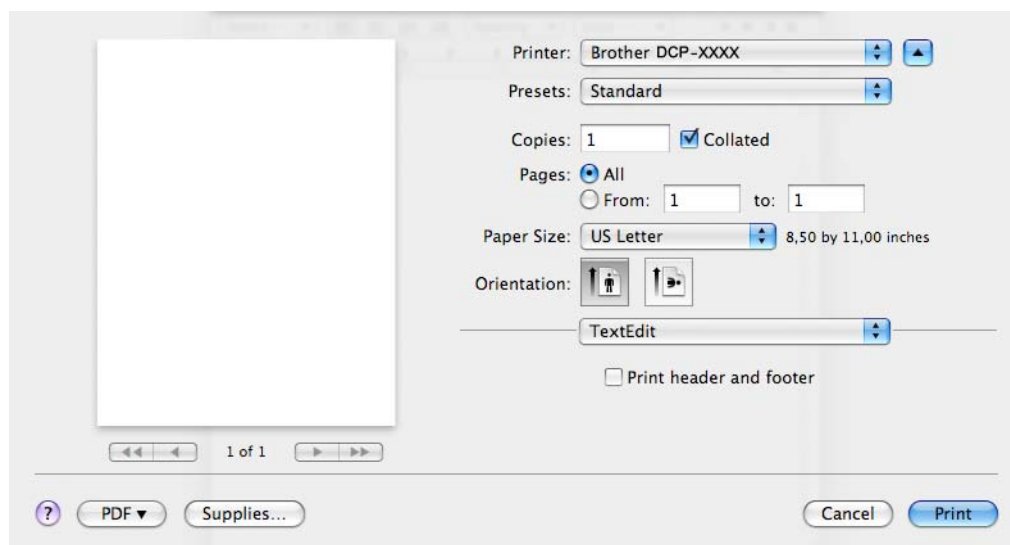 Printer: Brother DCP-XXXX
Presets: Standard
Copies: 1 Collated
Pages: All
From: 1 to: 1
Paper Size: US Letter 8,50 by 11,00 inches
Orientation:
TextEdit
Print header and footer
1 of 1
? PDF Supplies... Cancel Print